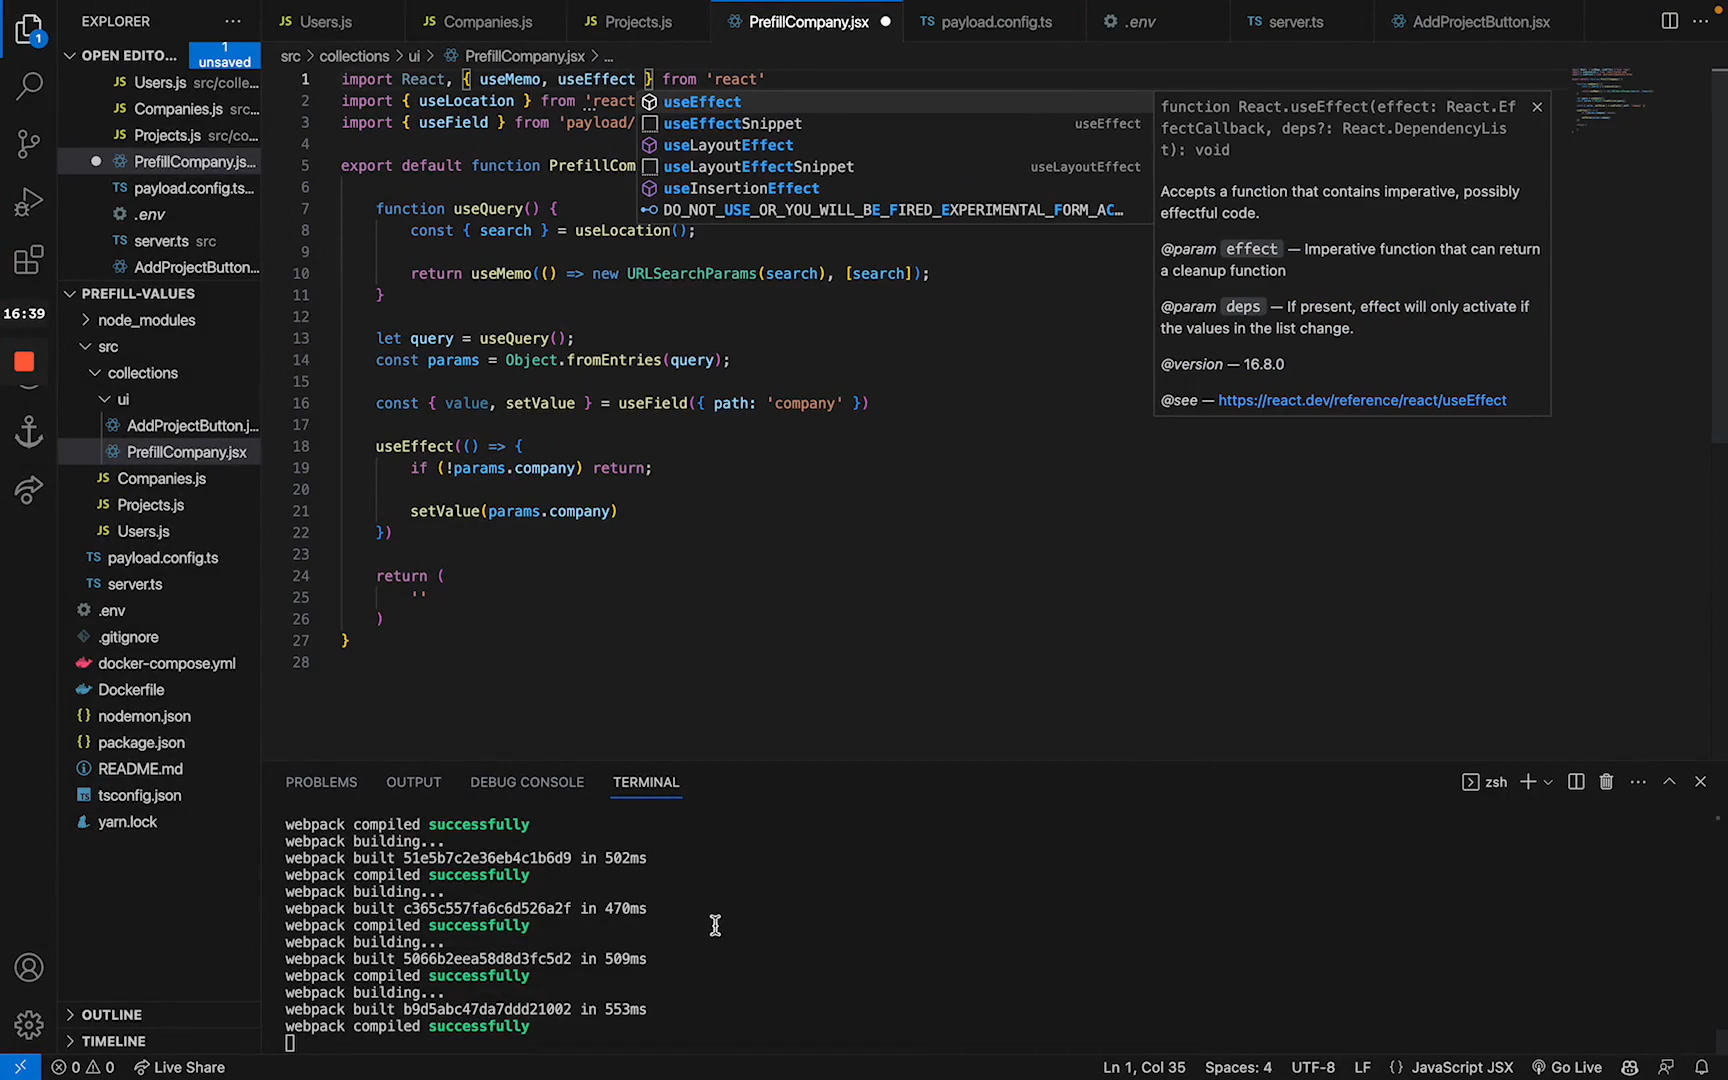 EXPLORER
Users.js
Companies.js
Projects.js
PrefillCompany.jsx
payload.config.ts
.env
server.ts
AddProjectButton.jsx
1
OPEN EDITO...
1 unsaved
Users.js src/colle...
Companies.js src...
Projects.js src/co...
PrefillCompany.js...
payload.config.ts...
.env
server.ts src
AddProjectButton...
PREFILL-VALUES
16:39
node_modules
src
collections
ui
AddProjectButton.j...
PrefillCompany.jsx
Companies.js
Projects.js
Users.js
payload.config.ts
server.ts
.env
.gitignore
docker-compose.yml
Dockerfile
nodemon.json
package.json
README.md
tsconfig.json
yarn.lock
OUTLINE
TIMELINE
src > collections > ui > PrefillCompany.jsx > ...
1 import React, { useMemo, useEffect } from 'react'
2 import { useLocation } from 'react
3 import { useField } from 'payload/
4
5 export default function PrefillCom
6
7 function useQuery() {
8 const { search } = useLocation();
9
10 return useMemo(() => new URLSearchParams(search), [search]);
11 }
12
13 let query = useQuery();
14 const params = Object.fromEntries(query);
15
16 const { value, setValue } = useField({ path: 'company' })
17
18 useEffect(() => {
19 if (!params.company) return;
20
21 setValue(params.company)
22 })
23
24 return (
25 ''
26 )
27 }
28
useEffect
useEffectSnippet useEffect
useLayoutEffect
useLayoutEffectSnippet useLayoutEffect
useInsertionEffect
DO_NOT_USE_OR_YOU_WILL_BE_FIRED_EXPERIMENTAL_FORM_AC...
function React.useEffect(effect: React.Ef
fectCallback, deps?: React.DependencyLis
t): void
Accepts a function that contains imperative, possibly
effectful code.
@param effect — Imperative function that can return
a cleanup function
@param deps — If present, effect will only activate if
the values in the list change.
@version — 16.8.0
@see — https://react.dev/reference/react/useEffect
PROBLEMS OUTPUT DEBUG CONSOLE TERMINAL
zsh
webpack compiled successfully
webpack building...
webpack built 51e5b7c2e36eb4c1b6d9 in 502ms
webpack compiled successfully
webpack building...
webpack built c365c557fa6c6d526a2f in 470ms
webpack compiled successfully
webpack building...
webpack built 5066b2eea58d8d3fc5d2 in 509ms
webpack compiled successfully
webpack building...
webpack built b9d5abc47da7ddd21002 in 553ms
webpack compiled successfully
0 0 Live Share
Ln 1, Col 35 Spaces: 4 UTF-8 LF {} JavaScript JSX Go Live